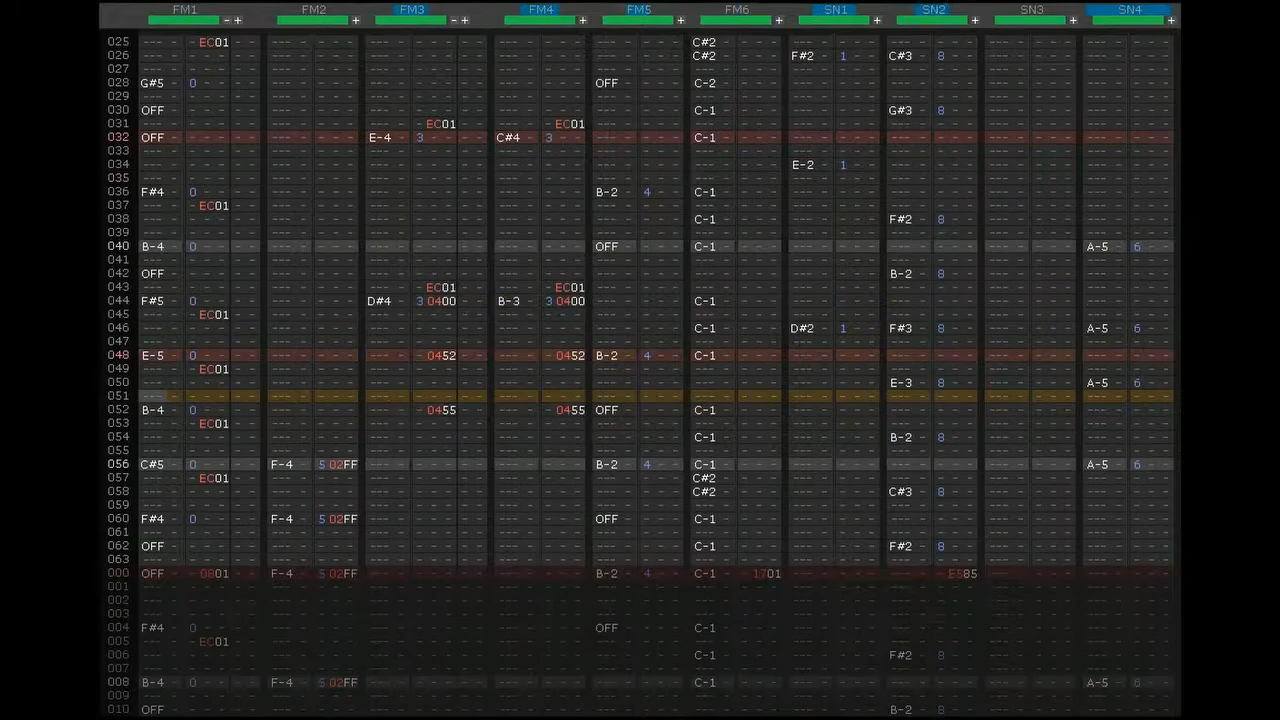 FM1 FM2 FM3 FM4 FM5 FM6 SN1 SN2 SN3 SN4
- + + - + + + + + + + +
025 --- EC01 C#2
026 C#2 F#2 1 C#3 8
027
028 G#5 0 OFF C-2
029
030 OFF C-1 G#3 8
031 EC01 EC01
032 OFF E-4 3 C#4 3 C-1
033
034 E-2 1
035
036 F#4 0 B-2 4 C-1
037 EC01
038 C-1 F#2 8
039
040 B-4 0 OFF C-1 A-5 6
041
042 OFF B-2 8
043 EC01 EC01
044 F#5 0 D#4 3 0400 B-3 3 0400 C-1
045 EC01
046 C-1 D#2 1 F#3 8 A-5 6
047
048 E-5 0 0452 0452 B-2 4 C-1
049 EC01
050 E-3 8 A-5 6
051
052 B-4 0 0455 0455 OFF C-1
053 EC01
054 C-1 B-2 8
055
056 C#5 0 F-4 5 02FF B-2 4 C-1 A-5 6
057 EC01 C#2
058 C#2 C#3 8
059
060 F#4 0 F-4 5 02FF OFF C-1
061
062 OFF C-1 F#2 8
063
000 OFF 0801 F-4 5 02FF B-2 4 C-1 1701 E585
001
002
003
004 F#4 0 OFF C-1
005 EC01
006 C-1 F#2 8
007
008 B-4 0 F-4 5 02FF C-1 A-5 6
009
010 OFF B-2 8